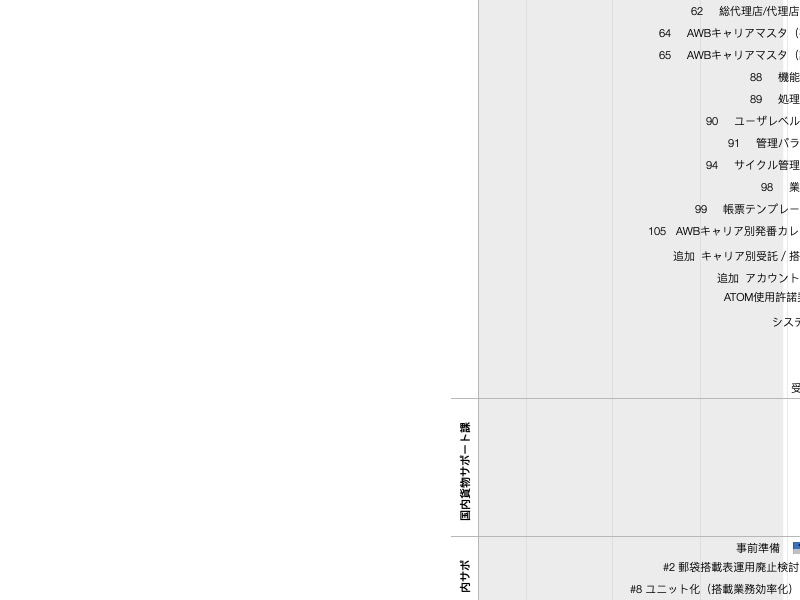 62 総代理店/代理店
64 AWBキャリアマスタ（
65 AWBキャリアマスタ（
88 機能
89 処理
90 ユーザレベル
91 管理パラ
94 サイクル管理
98 業
99 帳票テンプレー
105 AWBキャリア別発番カレ
追加 キャリア別受託 / 搭
追加 アカウント
ATOM使用許諾
システ
受
国内貨物サポート課
事前準備
内サポ
#2 郵袋搭載表運用廃止検討
#8 ユニット化（搭載業務効率化）